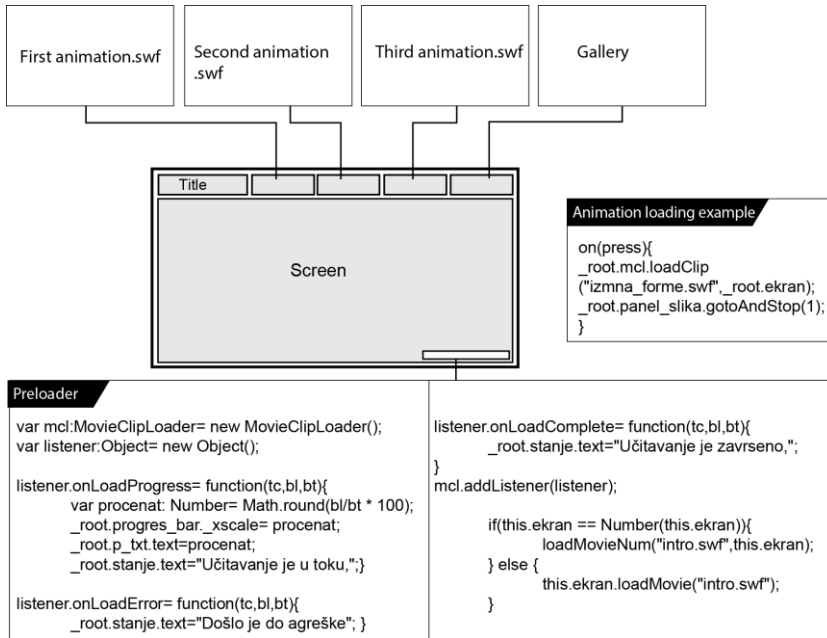 First animation.swf
Second animation
.swf
Third animation.swf
Gallery
Title
Screen
Animation loading example
on(press){
_root.mcl.loadClip
("izmna_forme.swf",_root.ekran);
_root.panel_slika.gotoAndStop(1);
}
Preloader
var mcl:MovieClipLoader= new MovieClipLoader();
var listener:Object= new Object();
listener.onLoadProgress= function(tc,bl,bt){
var procenat: Number= Math.round(bl/bt * 100);
_root.progres_bar._xscale= procenat;
_root.p_txt.text=procenat;
_root.stanje.text="Učitavanje je u toku,";}
listener.onLoadError= function(tc,bl,bt){
_root.stanje.text="Došlo je do agreške"; }
listener.onLoadComplete= function(tc,bl,bt){
_root.stanje.text="Učitavanje je zavrseno,";
}
mcl.addListener(listener);
if(this.ekran == Number(this.ekran)){
loadMovieNum("intro.swf",this.ekran);
} else {
this.ekran.loadMovie("intro.swf");
}